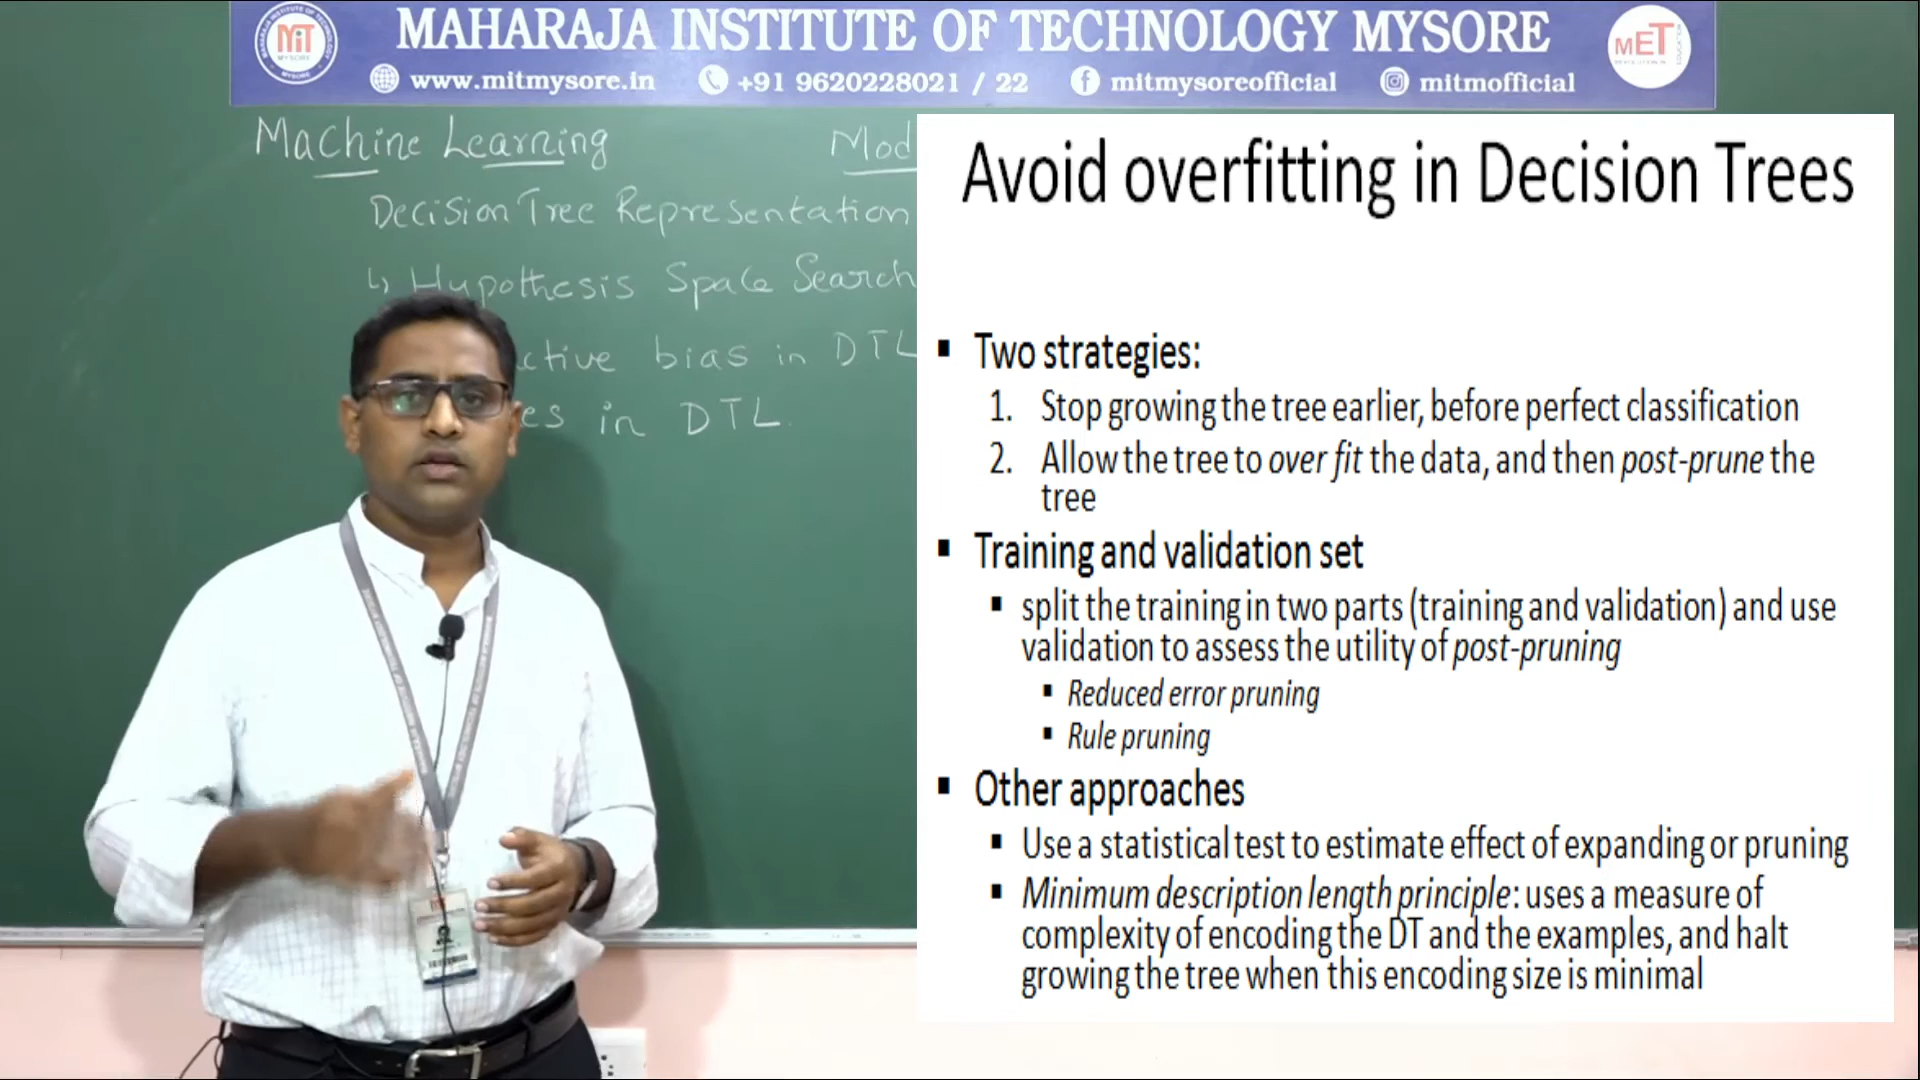 MAHARAJA INSTITUTE OF TECHNOLOGY MYSORE
www.mitmysore.in +91 9620228021 / 22 mitmysoreofficial mitmofficial
MiT
MYSORE
MET
Machine Learning Mod
Decision Tree Representation
↳ Hypothesis Space Search
ctive bias in DTL
es in DTL.
Avoid overfitting in Decision Trees
▪ Two strategies:
1. Stop growing the tree earlier, before perfect classification
2. Allow the tree to over fit the data, and then post-prune the
tree
▪ Training and validation set
▪ split the training in two parts (training and validation) and use
validation to assess the utility of post-pruning
▪ Reduced error pruning
▪ Rule pruning
▪ Other approaches
▪ Use a statistical test to estimate effect of expanding or pruning
▪ Minimum description length principle: uses a measure of
complexity of encoding the DT and the examples, and halt
growing the tree when this encoding size is minimal